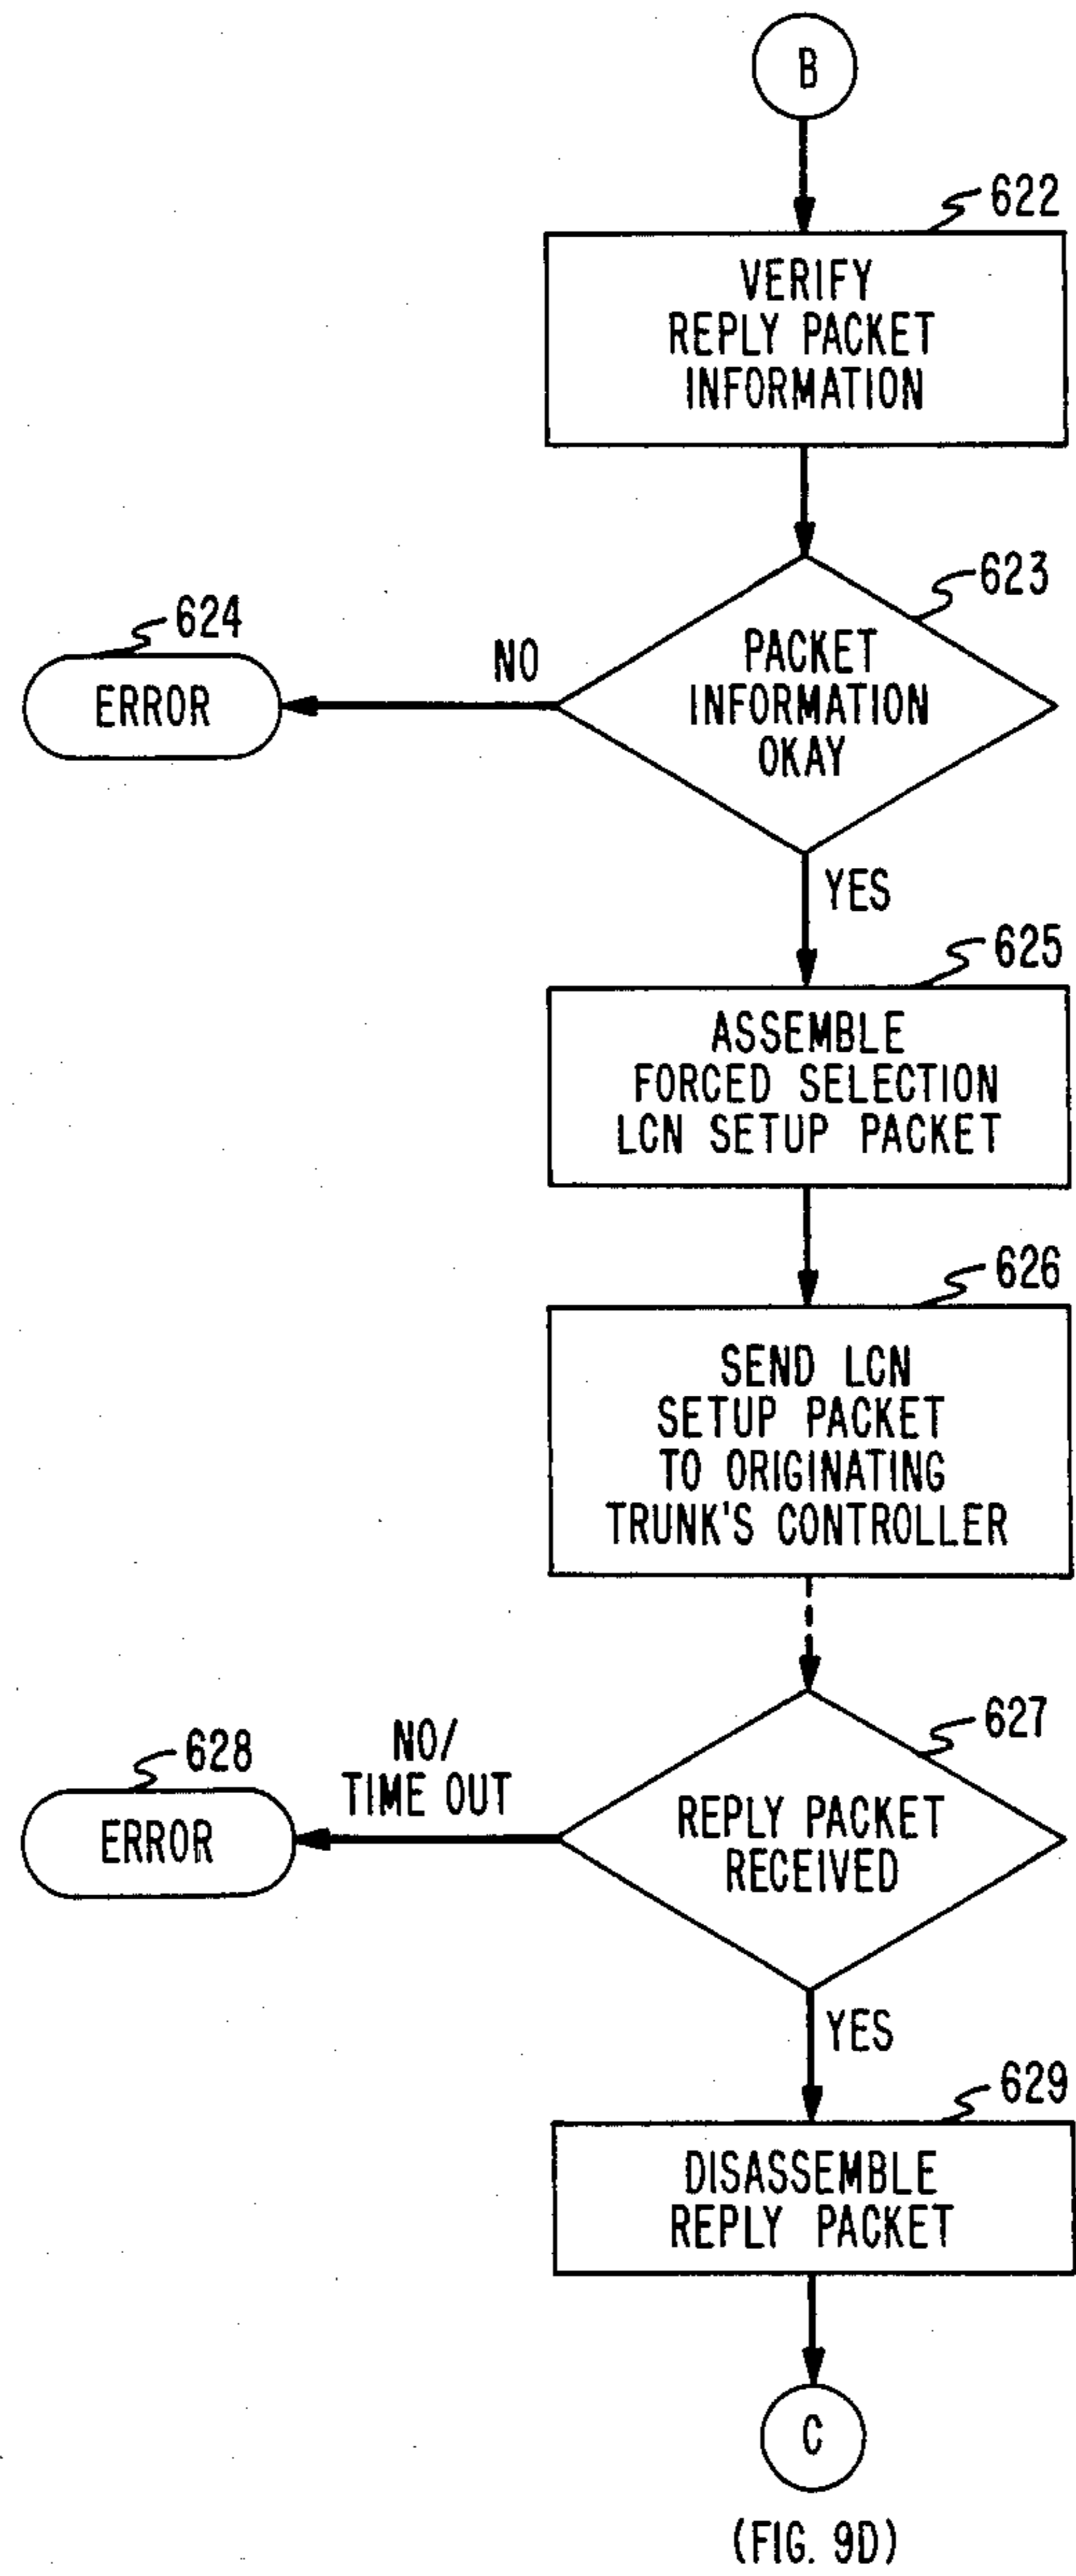 B
622
VERIFY
REPLY PACKET
INFORMATION
623
624
NO
PACKET
INFORMATION
OKAY
ERROR
YES
625
ASSEMBLE
FORCED SELECTION
LCN SETUP PACKET
626
SEND LCN
SETUP PACKET
TO ORIGINATING
TRUNK'S CONTROLLER
627
628
NO/
TIME OUT
REPLY PACKET
RECEIVED
ERROR
YES
629
DISASSEMBLE
REPLY PACKET
C
(FIG. 9D)